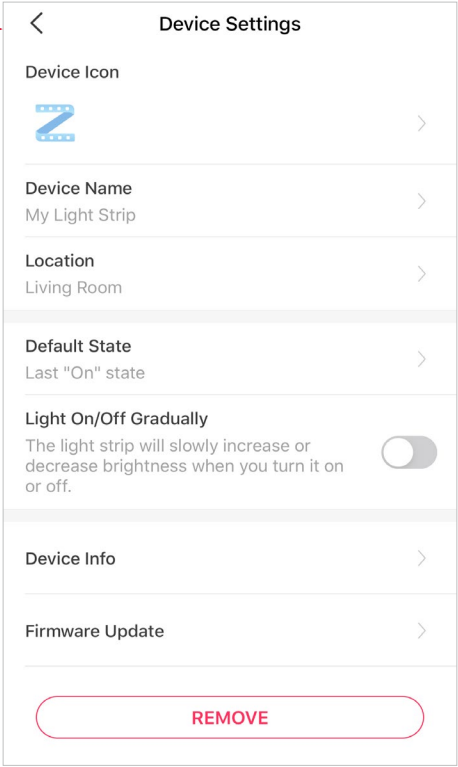 Device Settings
Device Icon
Device Name
My Light Strip
Location
Living Room
Default State
Last "On" state
Light On/Off Gradually
The light strip will slowly increase or
decrease brightness when you turn it on
or off.
Device Info
Firmware Update
REMOVE